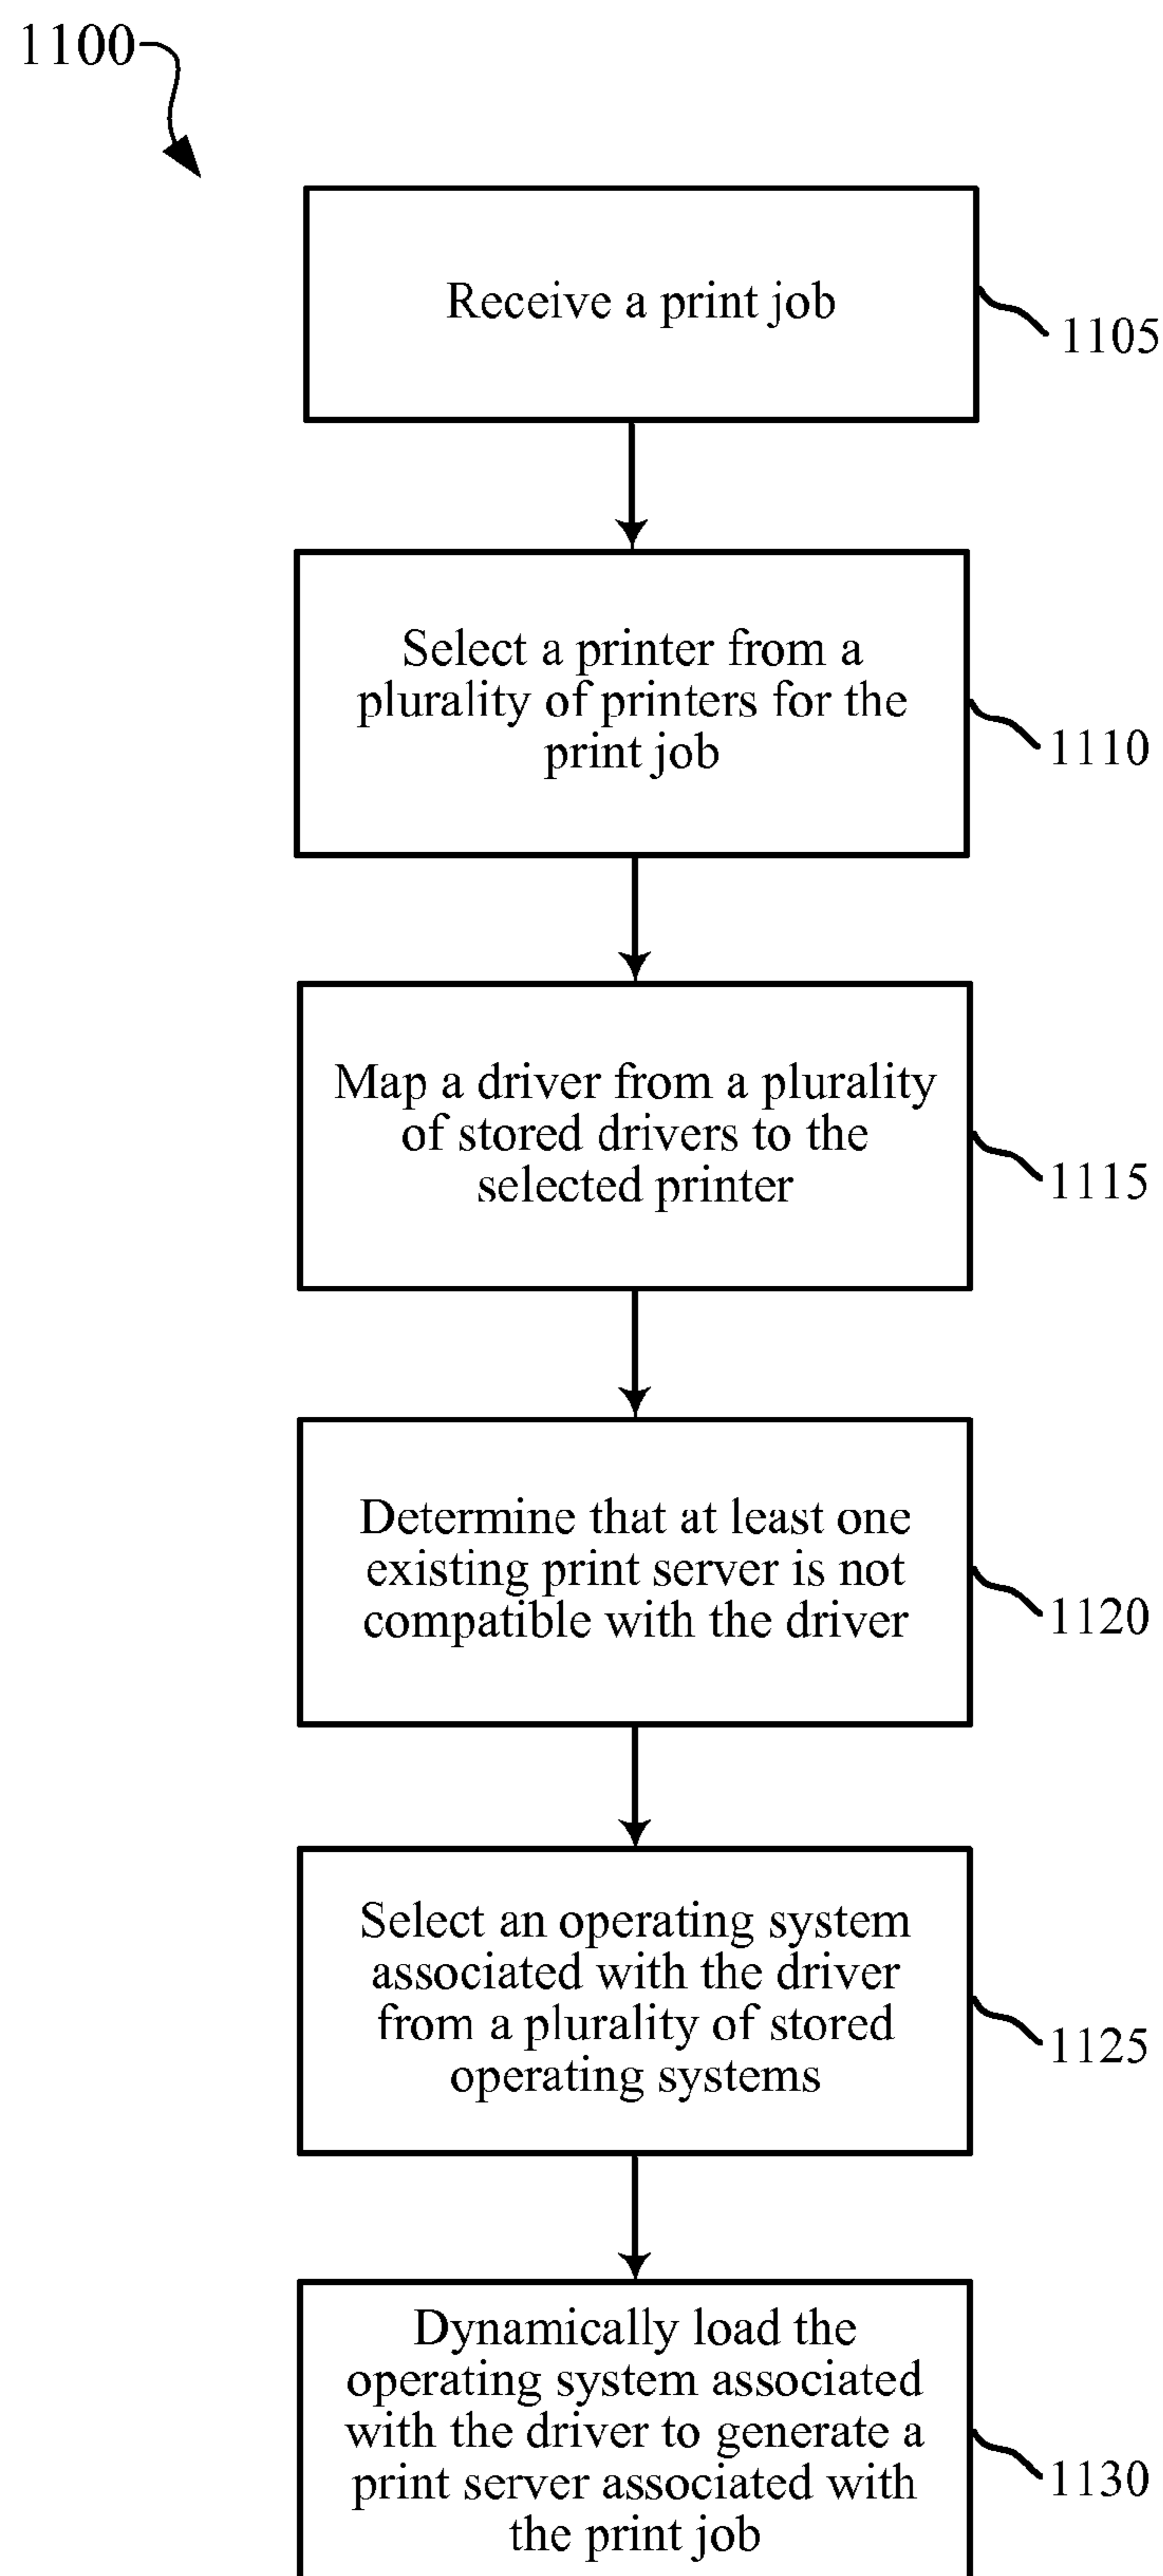 1100
Receive a print job
1105
Select a printer from a
plurality of printers for the
print job
1110
Map a driver from a plurality
of stored drivers to the
selected printer
1115
Determine that at least one
existing print server is not
compatible with the driver
1120
Select an operating system
associated with the driver
from a plurality of stored
operating systems
1125
Dynamically load the
operating system associated
with the driver to generate a
print server associated with
the print job
1130